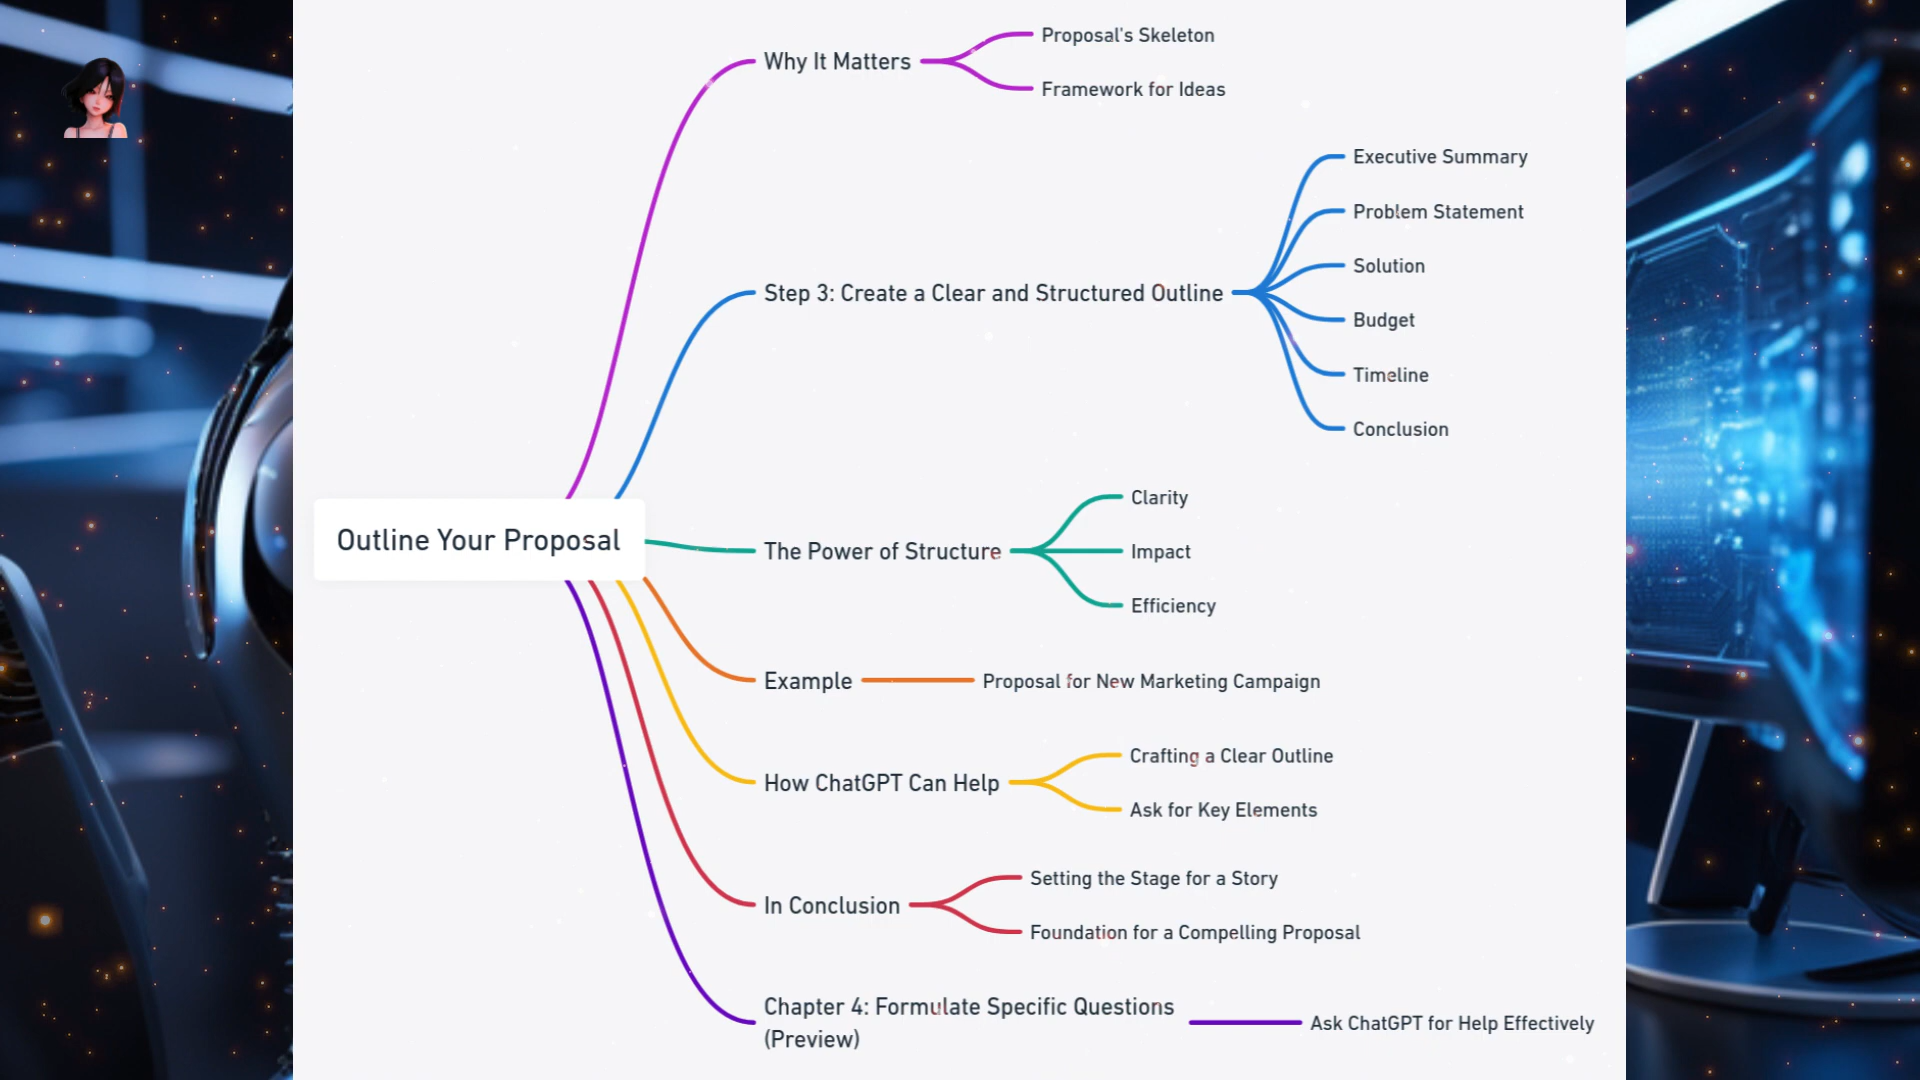 Outline Your Proposal
Why It Matters
Proposal's Skeleton
Framework for Ideas
Step 3: Create a Clear and Structured Outline
Executive Summary
Problem Statement
Solution
Budget
Timeline
Conclusion
The Power of Structure
Clarity
Impact
Efficiency
Example
Proposal for New Marketing Campaign
How ChatGPT Can Help
Crafting a Clear Outline
Ask for Key Elements
In Conclusion
Setting the Stage for a Story
Foundation for a Compelling Proposal
Chapter 4: Formulate Specific Questions
(Preview)
Ask ChatGPT for Help Effectively